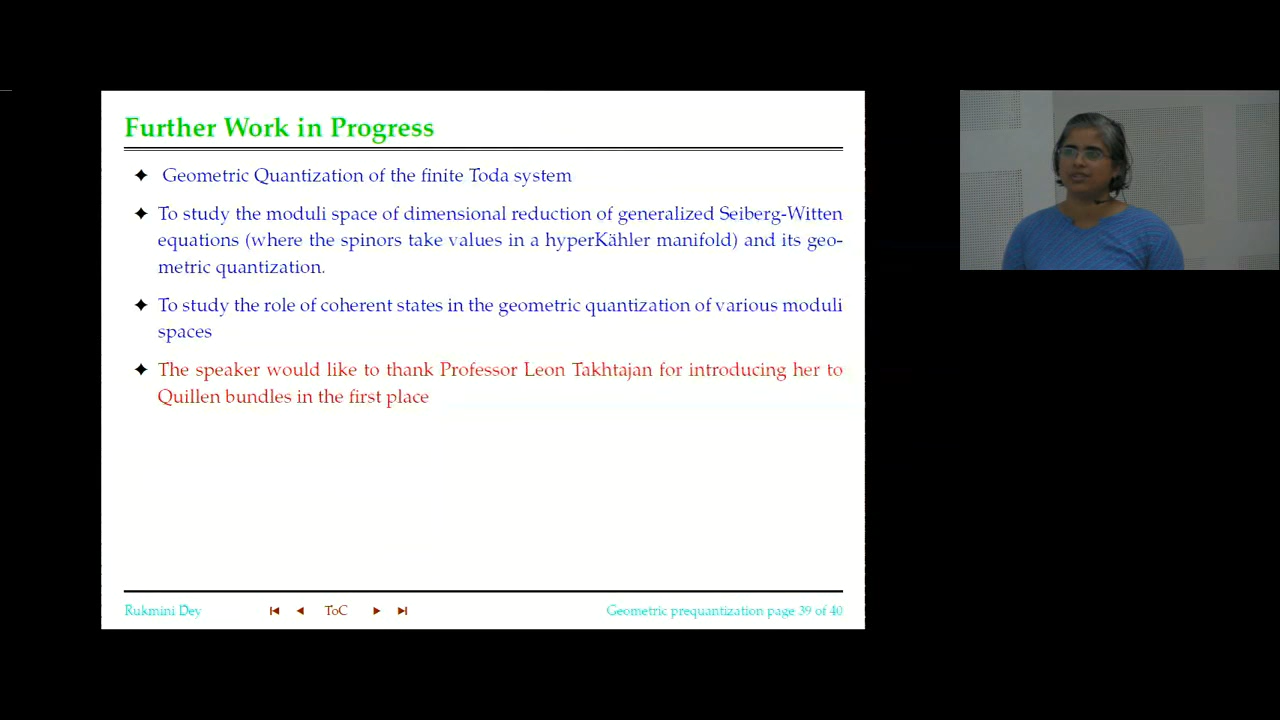 Further Work in Progress
✦ Geometric Quantization of the finite Toda system
✦ To study the moduli space of dimensional reduction of generalized Seiberg-Witten
equations (where the spinors take values in a hyperKähler manifold) and its geo-
metric quantization.
✦ To study the role of coherent states in the geometric quantization of various moduli
spaces
✦ The speaker would like to thank Professor Leon Takhtajan for introducing her to
Quillen bundles in the first place
Rukmini Dey ToC Geometric prequantization page 39 of 40